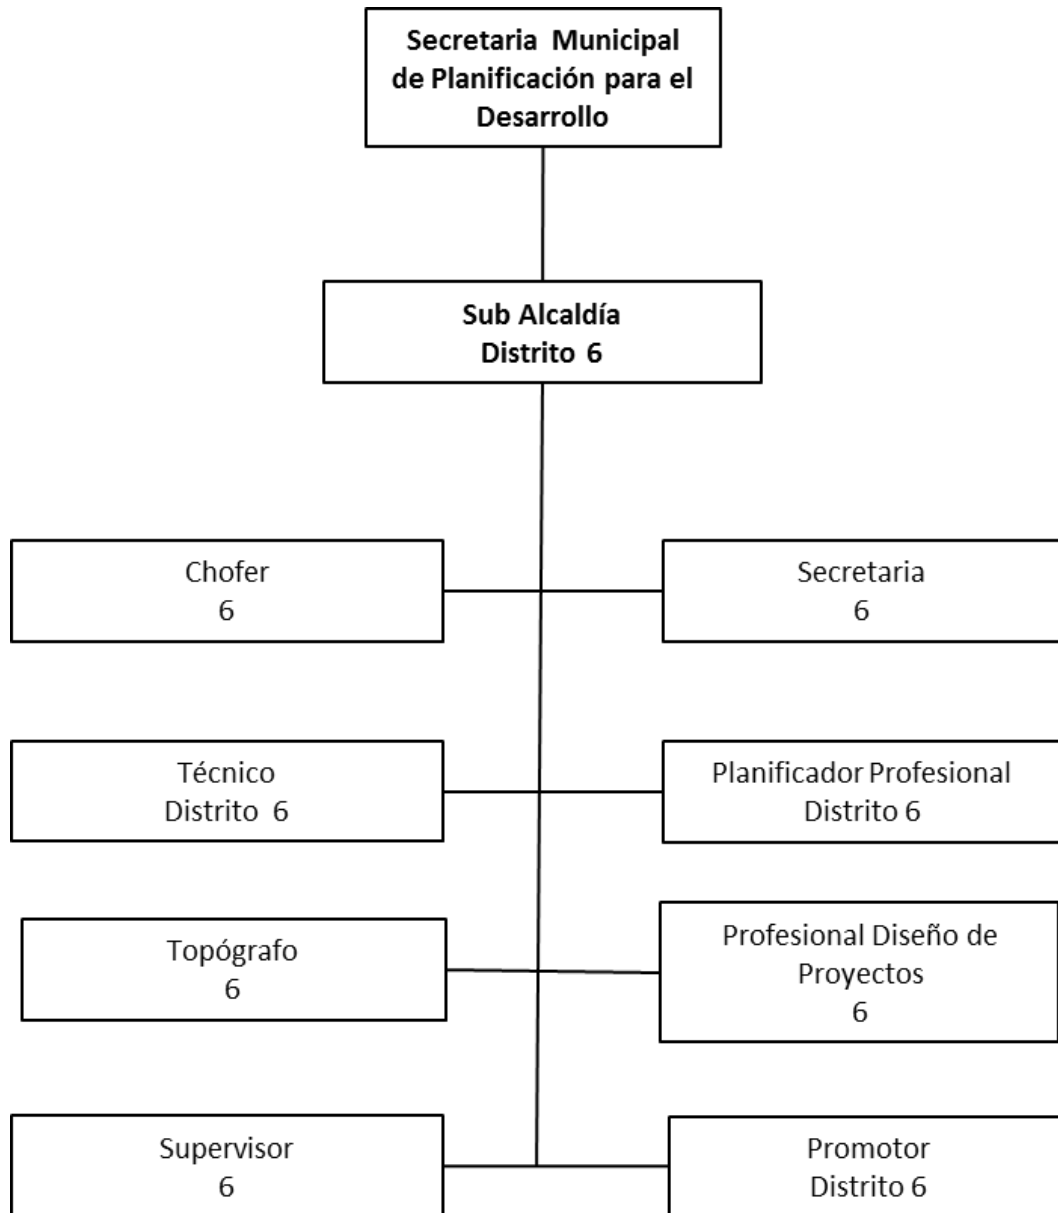 Secretaria Municipal
de Planificación para el
Desarrollo
Sub Alcaldía
Distrito 6
Chofer
6
Secretaria
6
Técnico
Distrito 6
Planificador Profesional
Distrito 6
Topógrafo
6
Profesional Diseño de
Proyectos
6
Supervisor
6
Promotor
Distrito 6